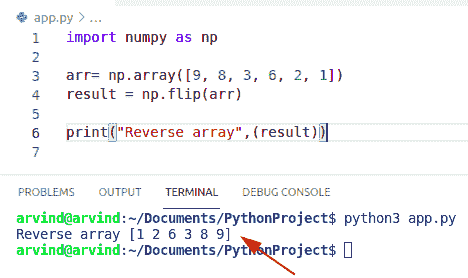 app.py > ...
1 import numpy as np
2
3 arr= np.array([9, 8, 3, 6, 2, 1])
4 result = np.flip(arr)
5
6 print("Reverse array",(result))
7
PROBLEMS OUTPUT TERMINAL DEBUG CONSOLE
arvind@arvind:~/Documents/PythonProject$ python3 app.py
Reverse array [1 2 6 3 8 9]
arvind@arvind:~/Documents/PythonProject$